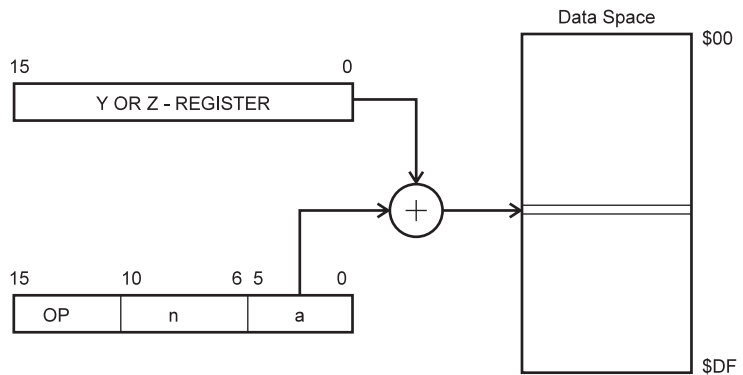 Data Space
$00
15 0
Y OR Z - REGISTER
+
15 10 6 5 0
OP n a
$DF